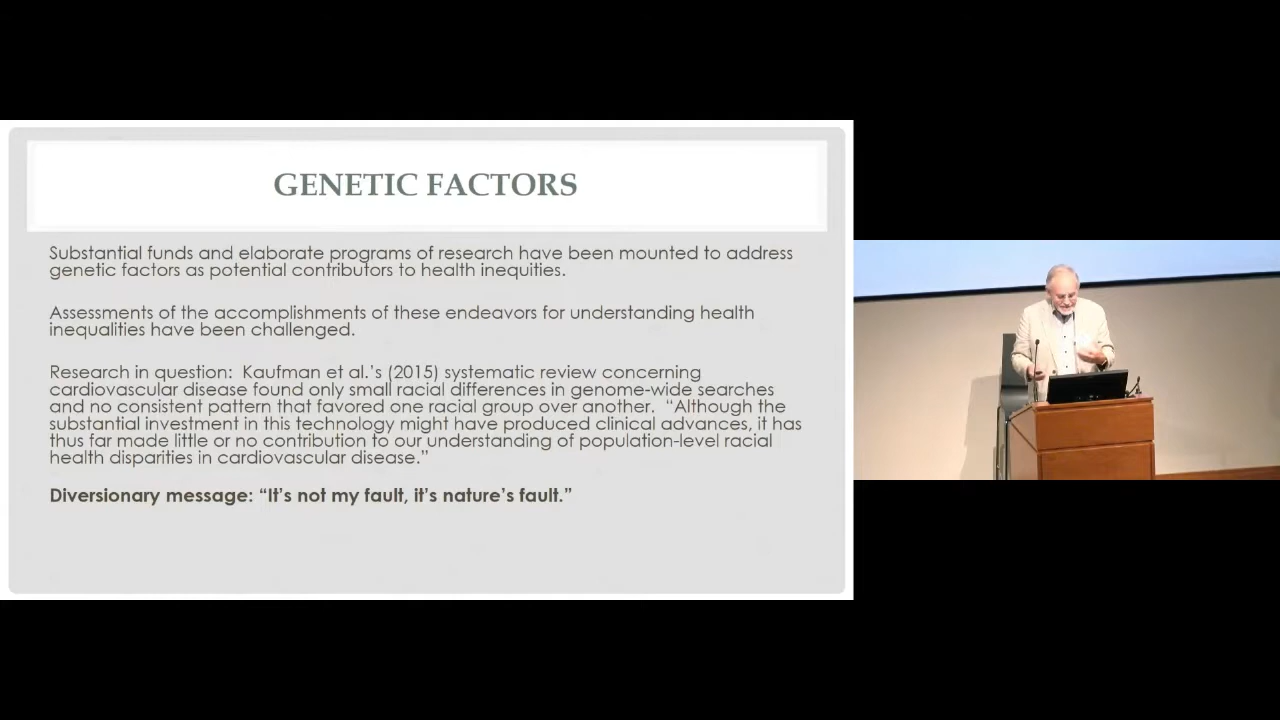 GENETIC FACTORS
Substantial funds and elaborate programs of research have been mounted to address
genetic factors as potential contributors to health inequities.
Assessments of the accomplishments of these endeavors for understanding health
inequalities have been challenged.
Research in question:  Kaufman et al.’s (2015) systematic review concerning
cardiovascular disease found only small racial differences in genome-wide searches
and no consistent pattern that favored one racial group over another.  “Although the
substantial investment in this technology might have produced clinical advances, it has
thus far made little or no contribution to our understanding of population-level racial
health disparities in cardiovascular disease.”
Diversionary message: “It’s not my fault, it’s nature’s fault.”